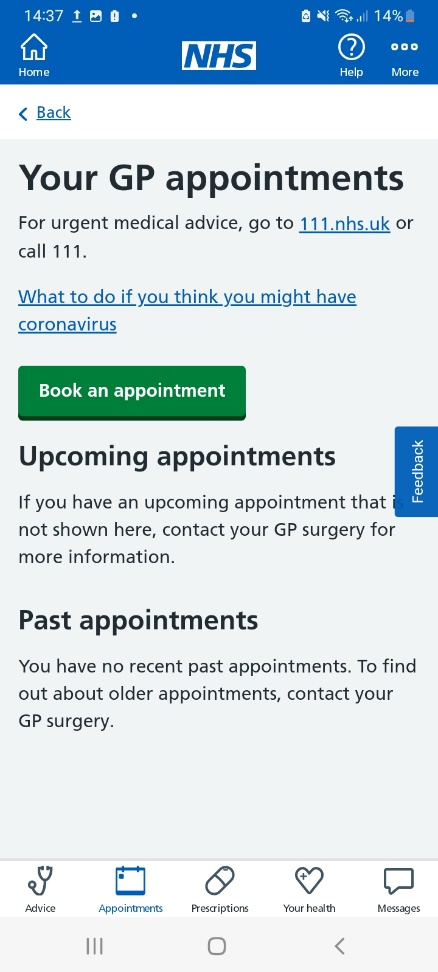 14:37 14%
NHS
Home Help More
Back
Your GP appointments
For urgent medical advice, go to 111.nhs.uk or
call 111.
What to do if you think you might have
coronavirus
Book an appointment
Upcoming appointments
Feedback
If you have an upcoming appointment that is
not shown here, contact your GP surgery for
more information.
Past appointments
You have no recent past appointments. To find
out about older appointments, contact your
GP surgery.
Advice Appointments Prescriptions Your health Messages